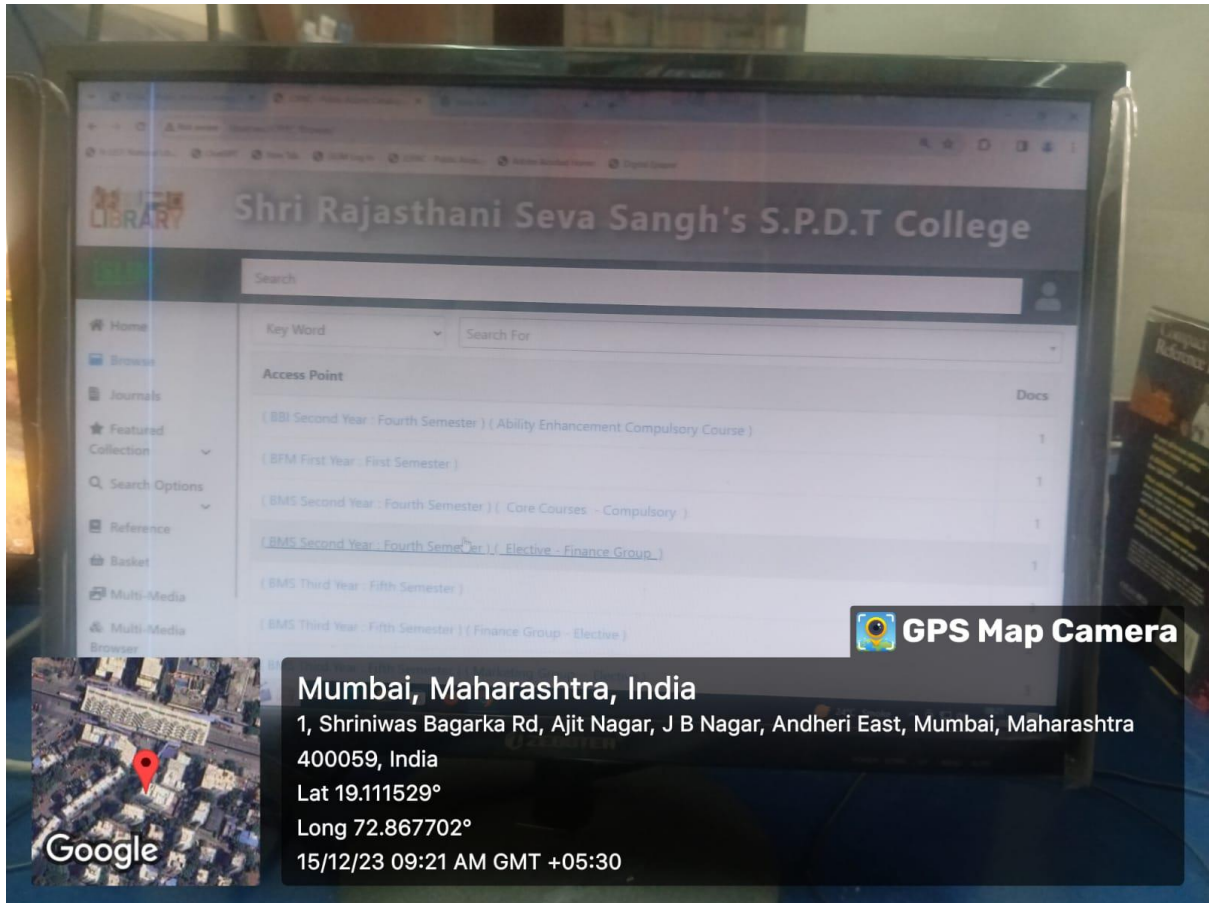 LIBRARY
Shri Rajasthani Seva Sangh's S.P.D.T College
Search
Home
Key Word
Search For
Browse
Access Point
Docs
Journals
( BBI Second Year : Fourth Semester ) ( Ability Enhancement Compulsory Course )
1
Featured
Collection
( BFM First Year : First Semester )
1
Search Options
( BMS Second Year : Fourth Semester ) ( Core Courses - Compulsory )
1
Reference
( BMS Second Year : Fourth Semester ) ( Elective - Finance Group )
1
Basket
( BMS Third Year : Fifth Semester )
Multi-Media
( BMS Third Year : Fifth Semester ) ( Finance Group - Elective )
Multi-Media
Browser
GPS Map Camera
Mumbai, Maharashtra, India
1, Shriniwas Bagarka Rd, Ajit Nagar, J B Nagar, Andheri East, Mumbai, Maharashtra
400059, India
Lat 19.111529°
Long 72.867702°
15/12/23 09:21 AM GMT +05:30
Google